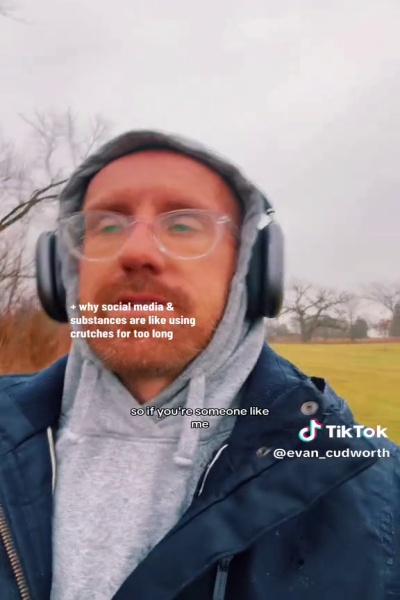 + why social media &
substances are like using
crutches for too long
so if you're someone like
me
TikTok
@evan_cudworth